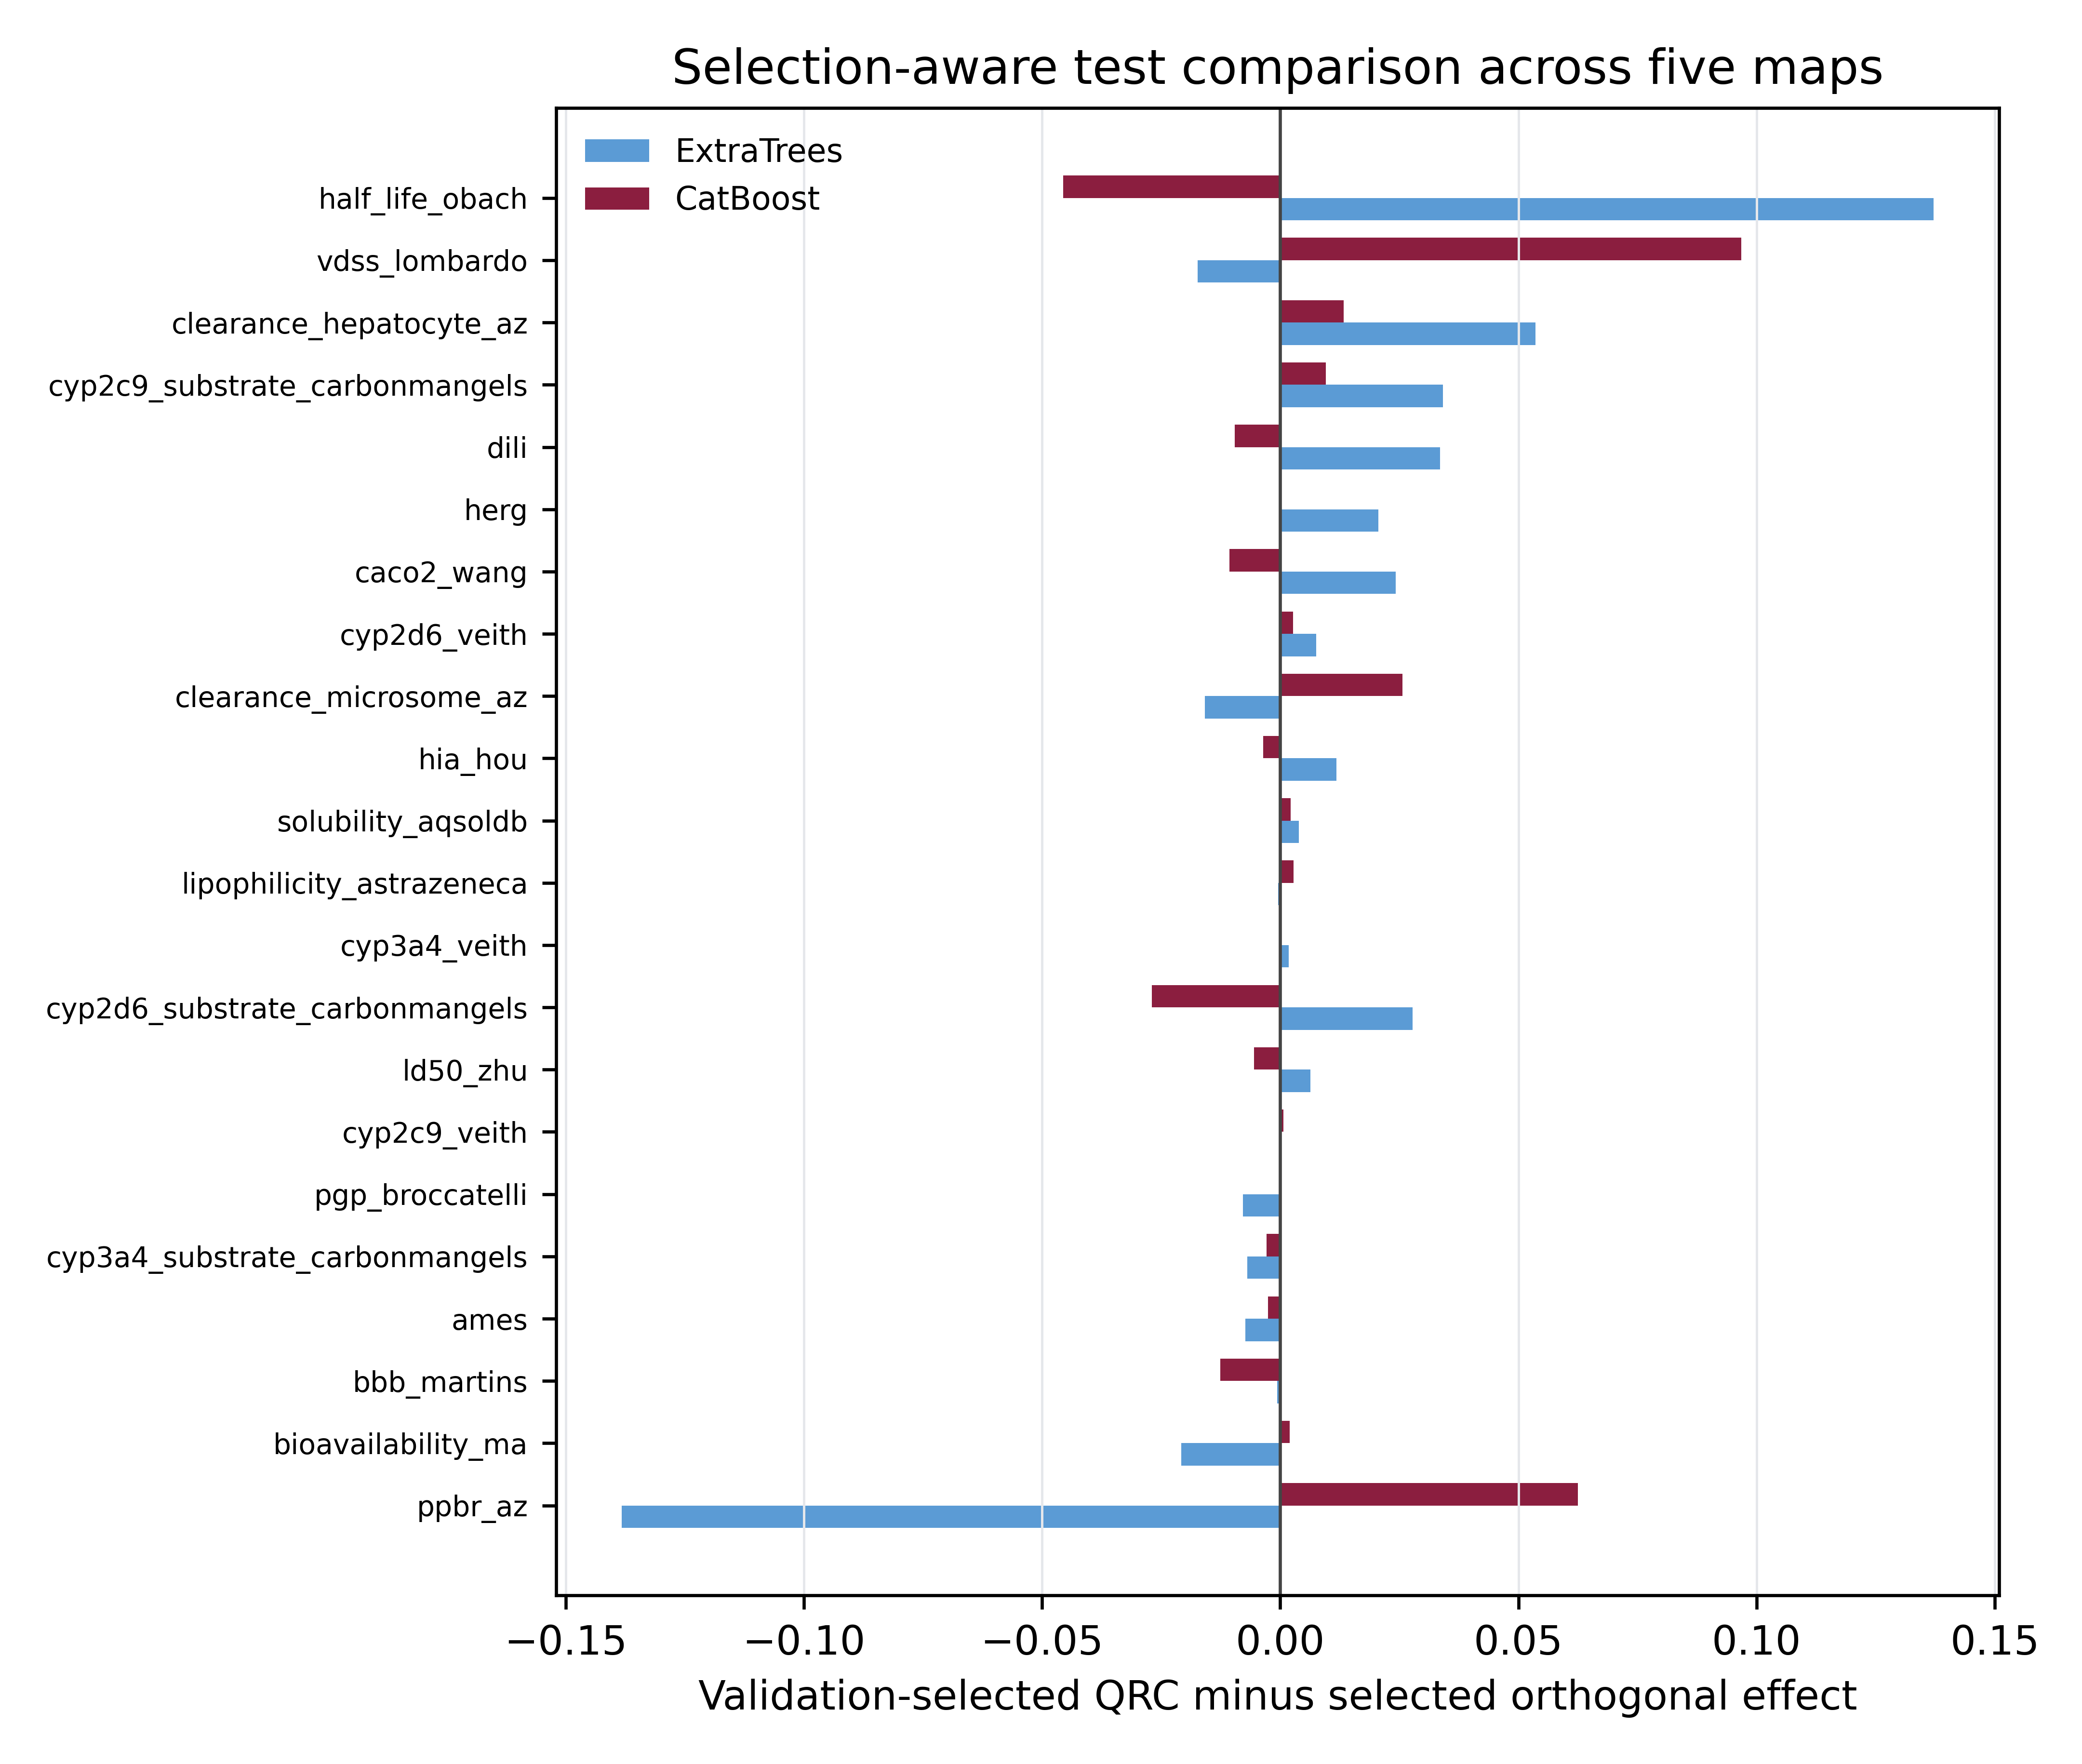 Selection-aware test comparison across five maps
ExtraTrees
CatBoost
half_life_obach
vdss_lombardo
clearance_hepatocyte_az
cyp2c9_substrate_carbonmangels
dili
herg
caco2_wang
cyp2d6_veith
clearance_microsome_az
hia_hou
solubility_aqsoldb
lipophilicity_astrazeneca
cyp3a4_veith
cyp2d6_substrate_carbonmangels
ld50_zhu
cyp2c9_veith
pgp_broccatelli
cyp3a4_substrate_carbonmangels
ames
bbb_martins
bioavailability_ma
ppbr_az
−0.15 −0.10 −0.05 0.00 0.05 0.10 0.15
Validation-selected QRC minus selected orthogonal effect